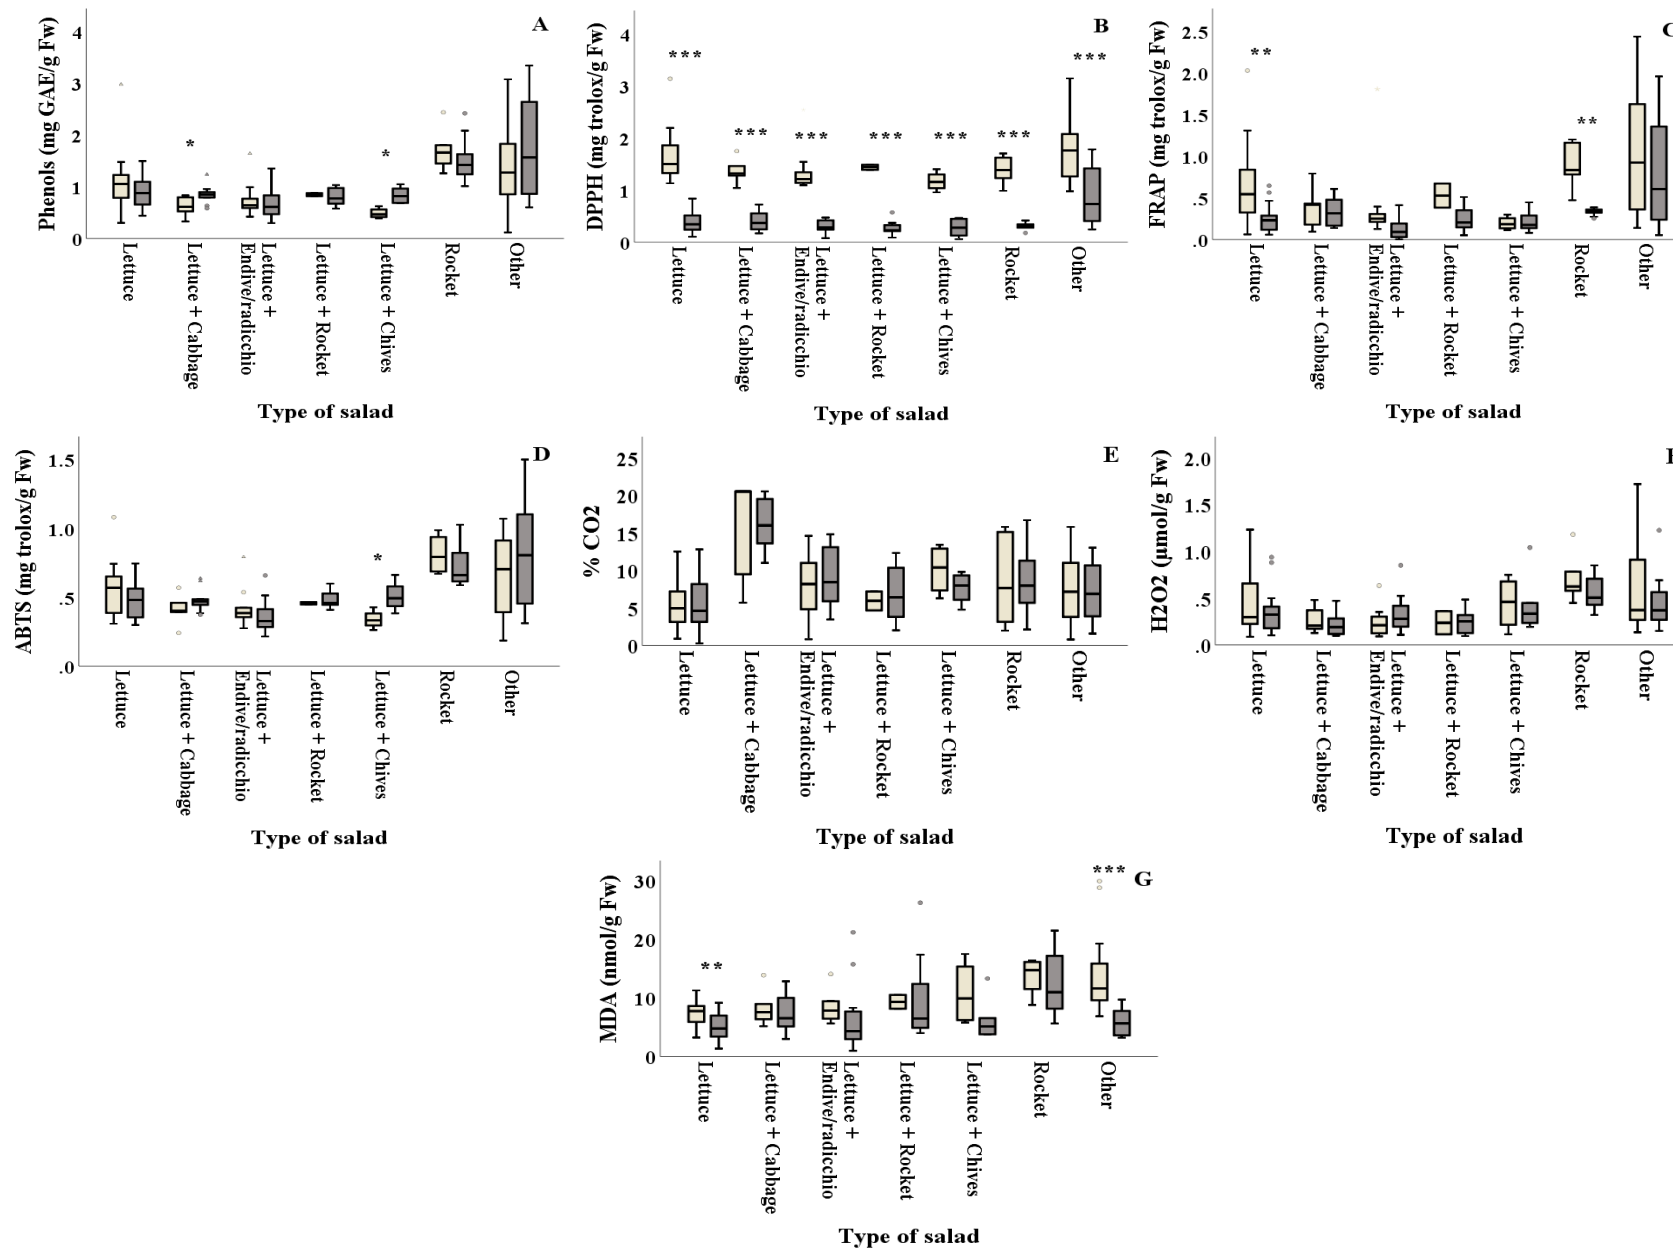 A
Phenols (mg GAE/g Fw)
4
3
2
1
0
*
*
Lettuce
Lettuce + Cabbage
Lettuce +
Endive/radicchio
Lettuce + Rocket
Lettuce + Chives
Rocket
Other
Type of salad
B
DPPH (mg trolox/g Fw)
4
3
2
1
0
***
***
***
***
***
***
***
Lettuce
Lettuce + Cabbage
Lettuce +
Endive/radicchio
Lettuce + Rocket
Lettuce + Chives
Rocket
Other
Type of salad
FRAP (mg trolox/g Fw)
2.5
2.0
1.5
1.0
.5
.0
**
**
Lettuce
Lettuce + Cabbage
Lettuce +
Endive/radicchio
Lettuce + Rocket
Lettuce + Chives
Rocket
Other
Type of salad
D
ABTS (mg trolox/g Fw)
1.5
1.0
.5
.0
*
Lettuce
Lettuce + Cabbage
Lettuce +
Endive/radicchio
Lettuce + Rocket
Lettuce + Chives
Rocket
Other
Type of salad
E
% CO2
25
20
15
10
5
0
Lettuce
Lettuce + Cabbage
Lettuce +
Endive/radicchio
Lettuce + Rocket
Lettuce + Chives
Rocket
Other
Type of salad
H2O2 (µmol/g Fw)
2.0
1.5
1.0
.5
.0
Lettuce
Lettuce + Cabbage
Lettuce +
Endive/radicchio
Lettuce + Rocket
Lettuce + Chives
Rocket
Other
Type of salad
G
MDA (nmol/g Fw)
30
20
10
0
**
***
Lettuce
Lettuce + Cabbage
Lettuce +
Endive/radicchio
Lettuce + Rocket
Lettuce + Chives
Rocket
Other
Type of salad